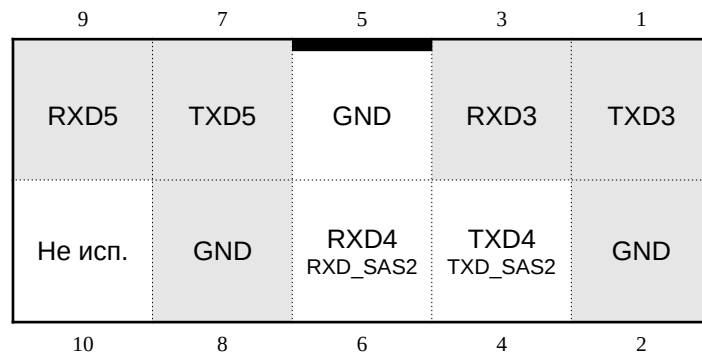 9 7 5 3 1
RXD5 TXD5 GND RXD3 TXD3
Не исп. GND RXD4 TXD4 GND
RXD_SAS2 TXD_SAS2
10 8 6 4 2